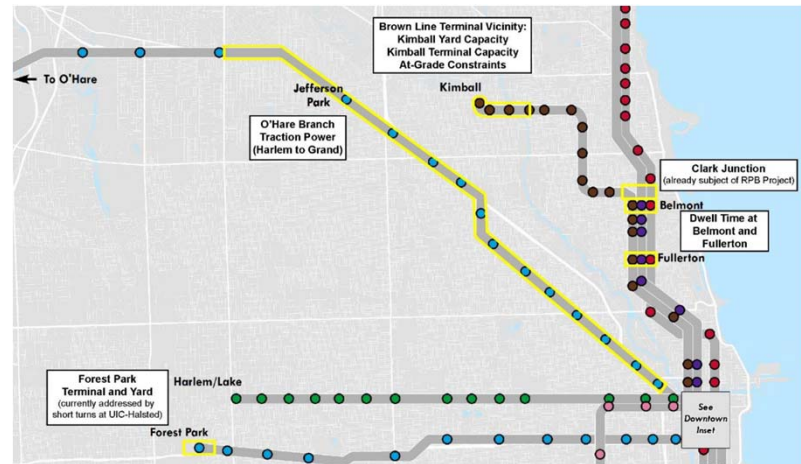 Brown Line Terminal Vicinity:
Kimball Yard Capacity
Kimball Terminal Capacity
At-Grade Constraints
To O'Hare
Jefferson
Park
Kimball
O'Hare Branch
Traction Power
(Harlem to Grand)
Clark Junction
(already subject of RPB Project)
Belmont
Dwell Time at
Belmont and
Fullerton
Fullerton
Forest Park
Terminal and Yard
(currently addressed by
short turns at UIC-Halsted)
Harlem/Lake
See
Downtown
Inset
Forest Park